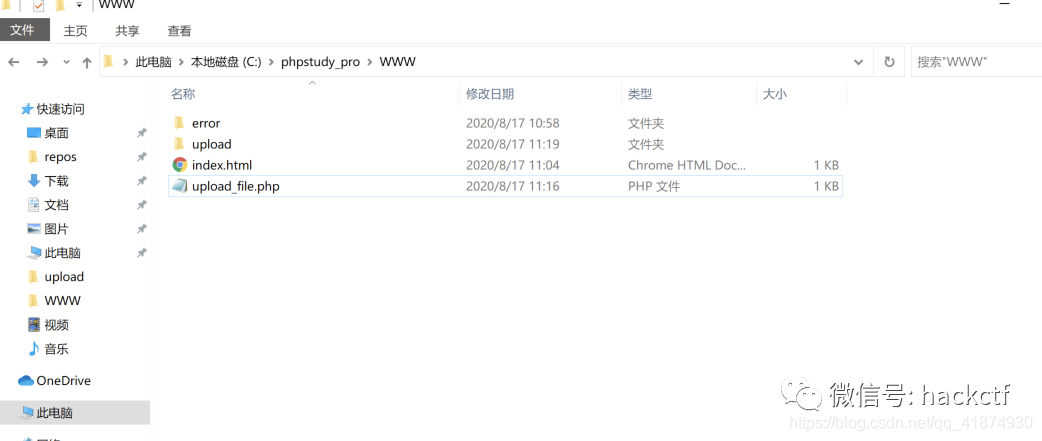 WWW
文件 主页 共享 查看
此电脑 本地磁盘 (C:) phpstudy_pro WWW 搜索"WWW"
名称 修改日期 类型 大小
快速访问
桌面
repos
下载
文档
图片
此电脑
upload
WWW
视频
音乐
OneDrive
此电脑
error 2020/8/17 10:58 文件夹
upload 2020/8/17 11:19 文件夹
index.html 2020/8/17 11:04 Chrome HTML Doc... 1 KB
upload_file.php 2020/8/17 11:16 PHP 文件 1 KB
微信号: hackctf
https://blog.csdn.net/qq_41874930